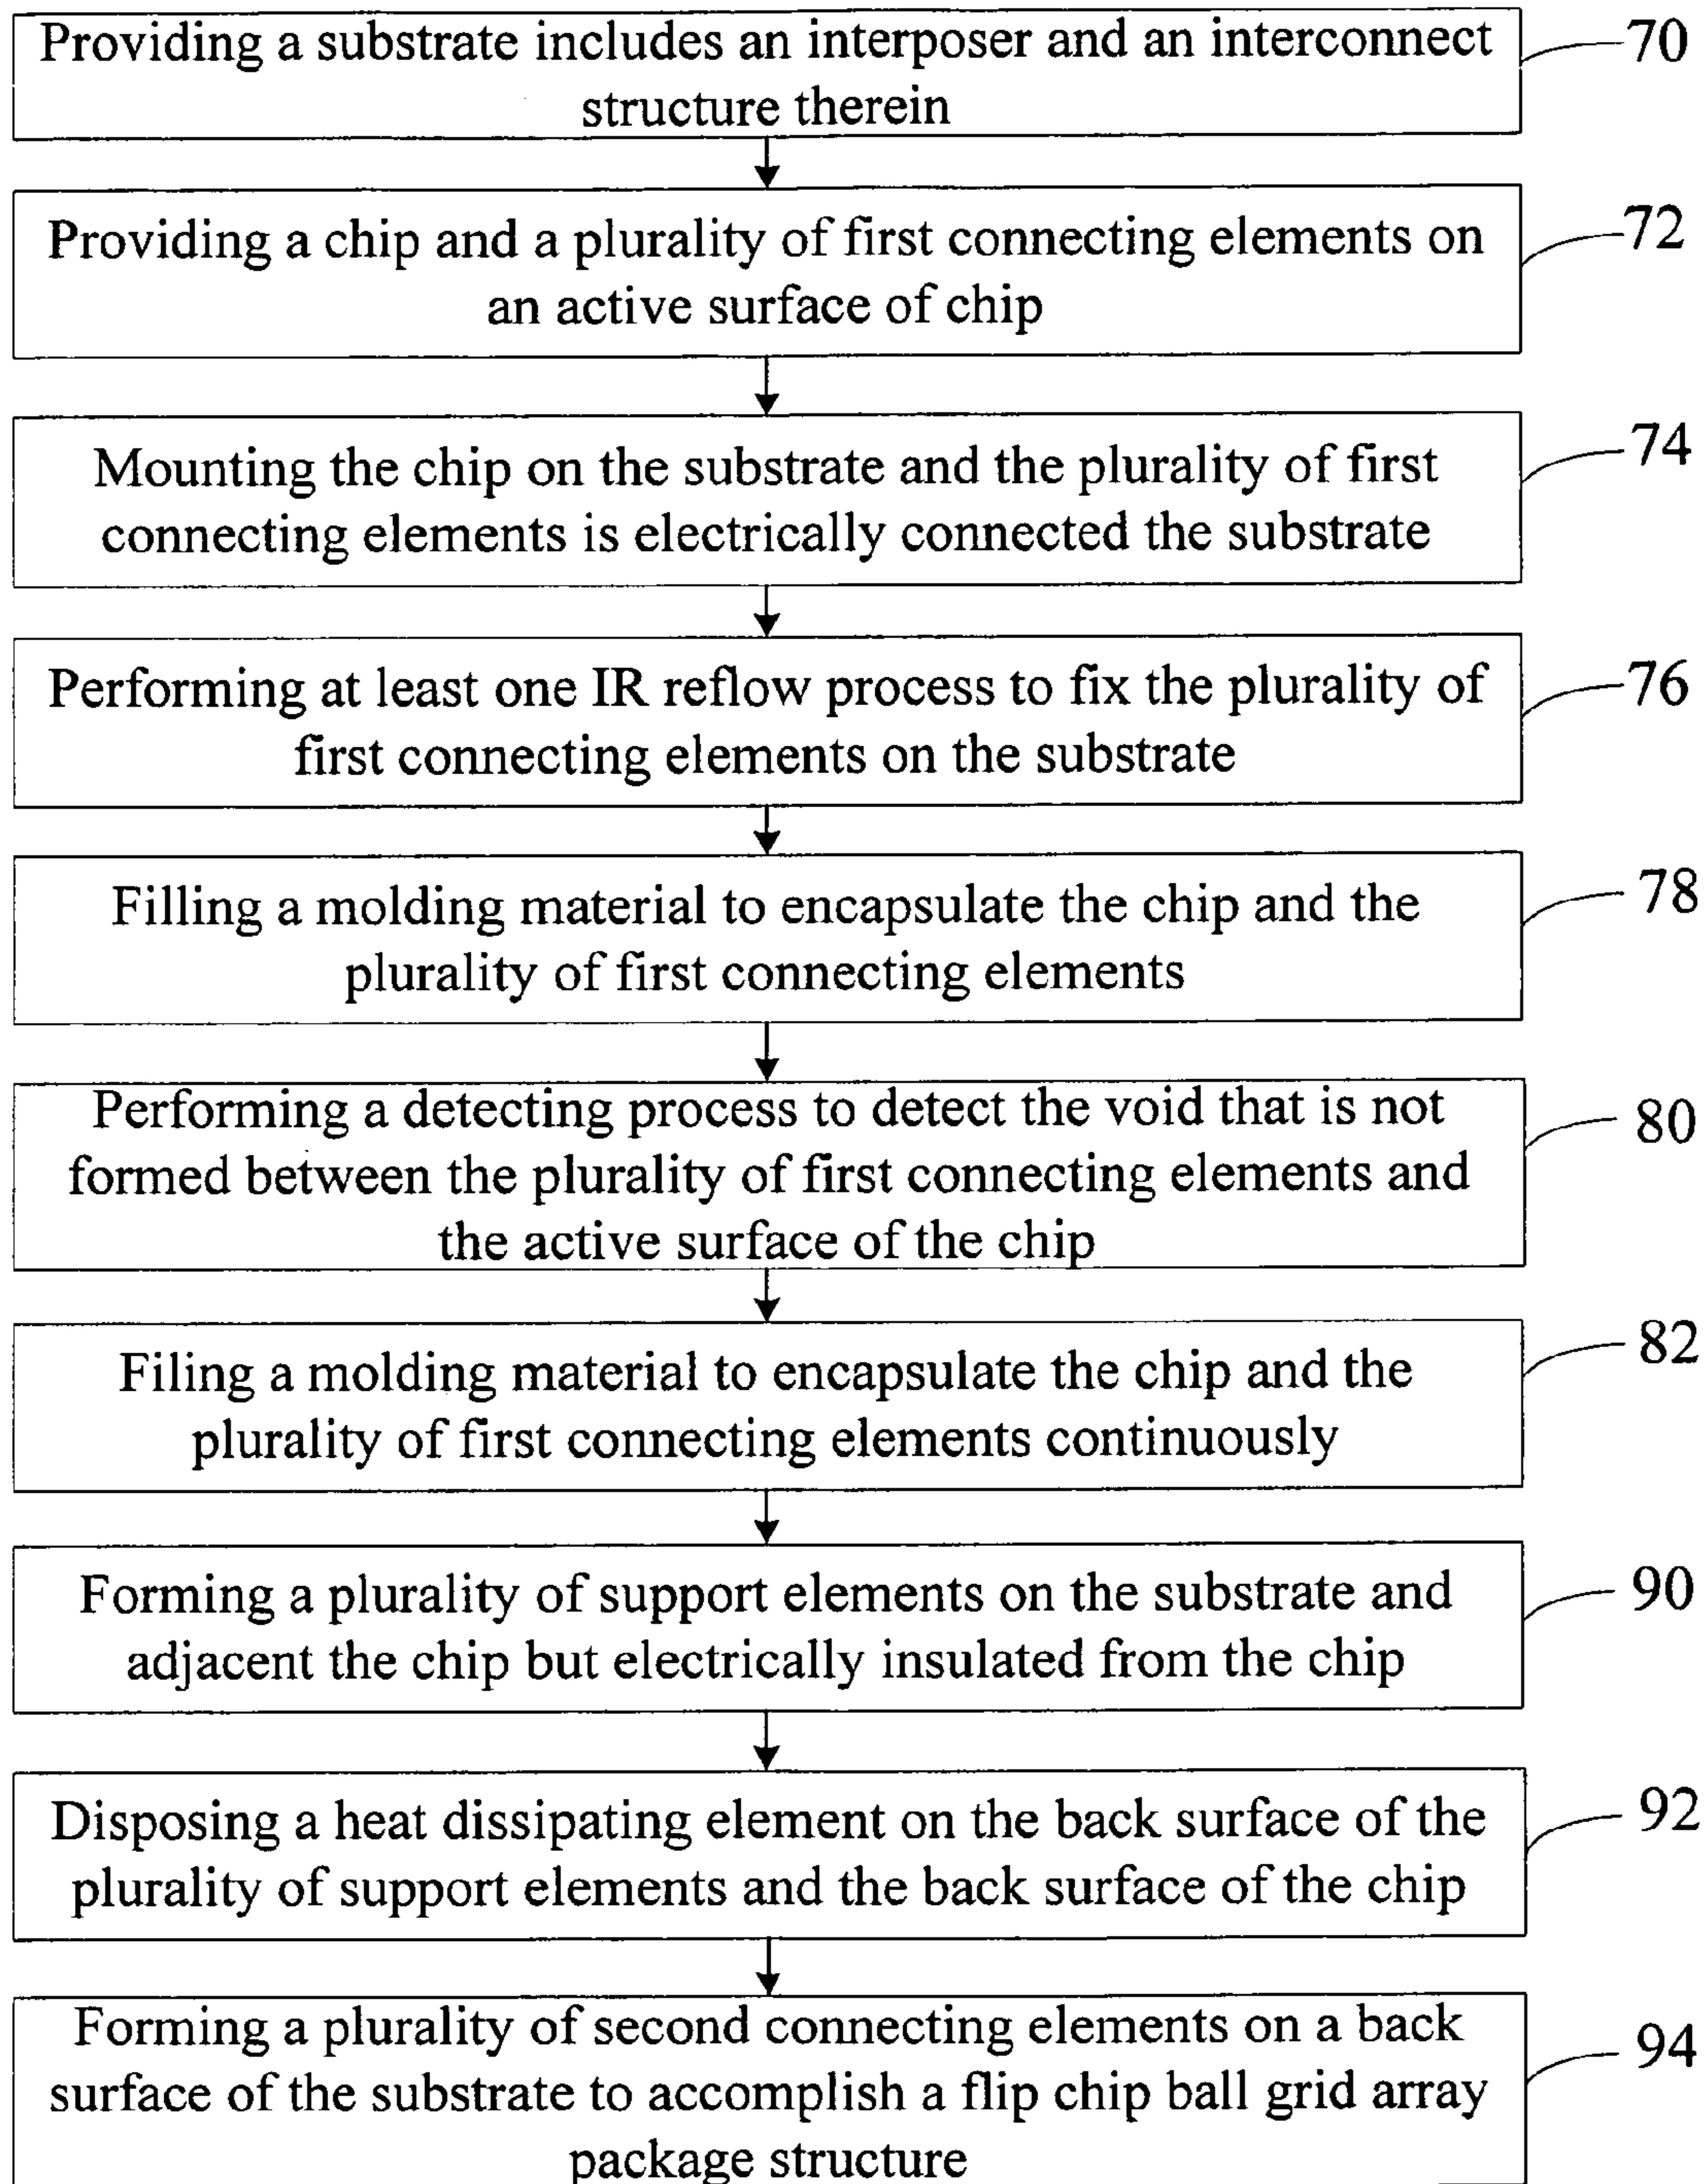 Providing a substrate includes an interposer and an interconnect
structure therein
70
Providing a chip and a plurality of first connecting elements on
an active surface of chip
72
Mounting the chip on the substrate and the plurality of first
connecting elements is electrically connected the substrate
74
Performing at least one IR reflow process to fix the plurality of
first connecting elements on the substrate
76
Filling a molding material to encapsulate the chip and the
plurality of first connecting elements
78
Performing a detecting process to detect the void that is not
formed between the plurality of first connecting elements and
the active surface of the chip
80
Filing a molding material to encapsulate the chip and the
plurality of first connecting elements continuously
82
Forming a plurality of support elements on the substrate and
adjacent the chip but electrically insulated from the chip
90
Disposing a heat dissipating element on the back surface of the
plurality of support elements and the back surface of the chip
92
Forming a plurality of second connecting elements on a back
surface of the substrate to accomplish a flip chip ball grid array
package structure
94